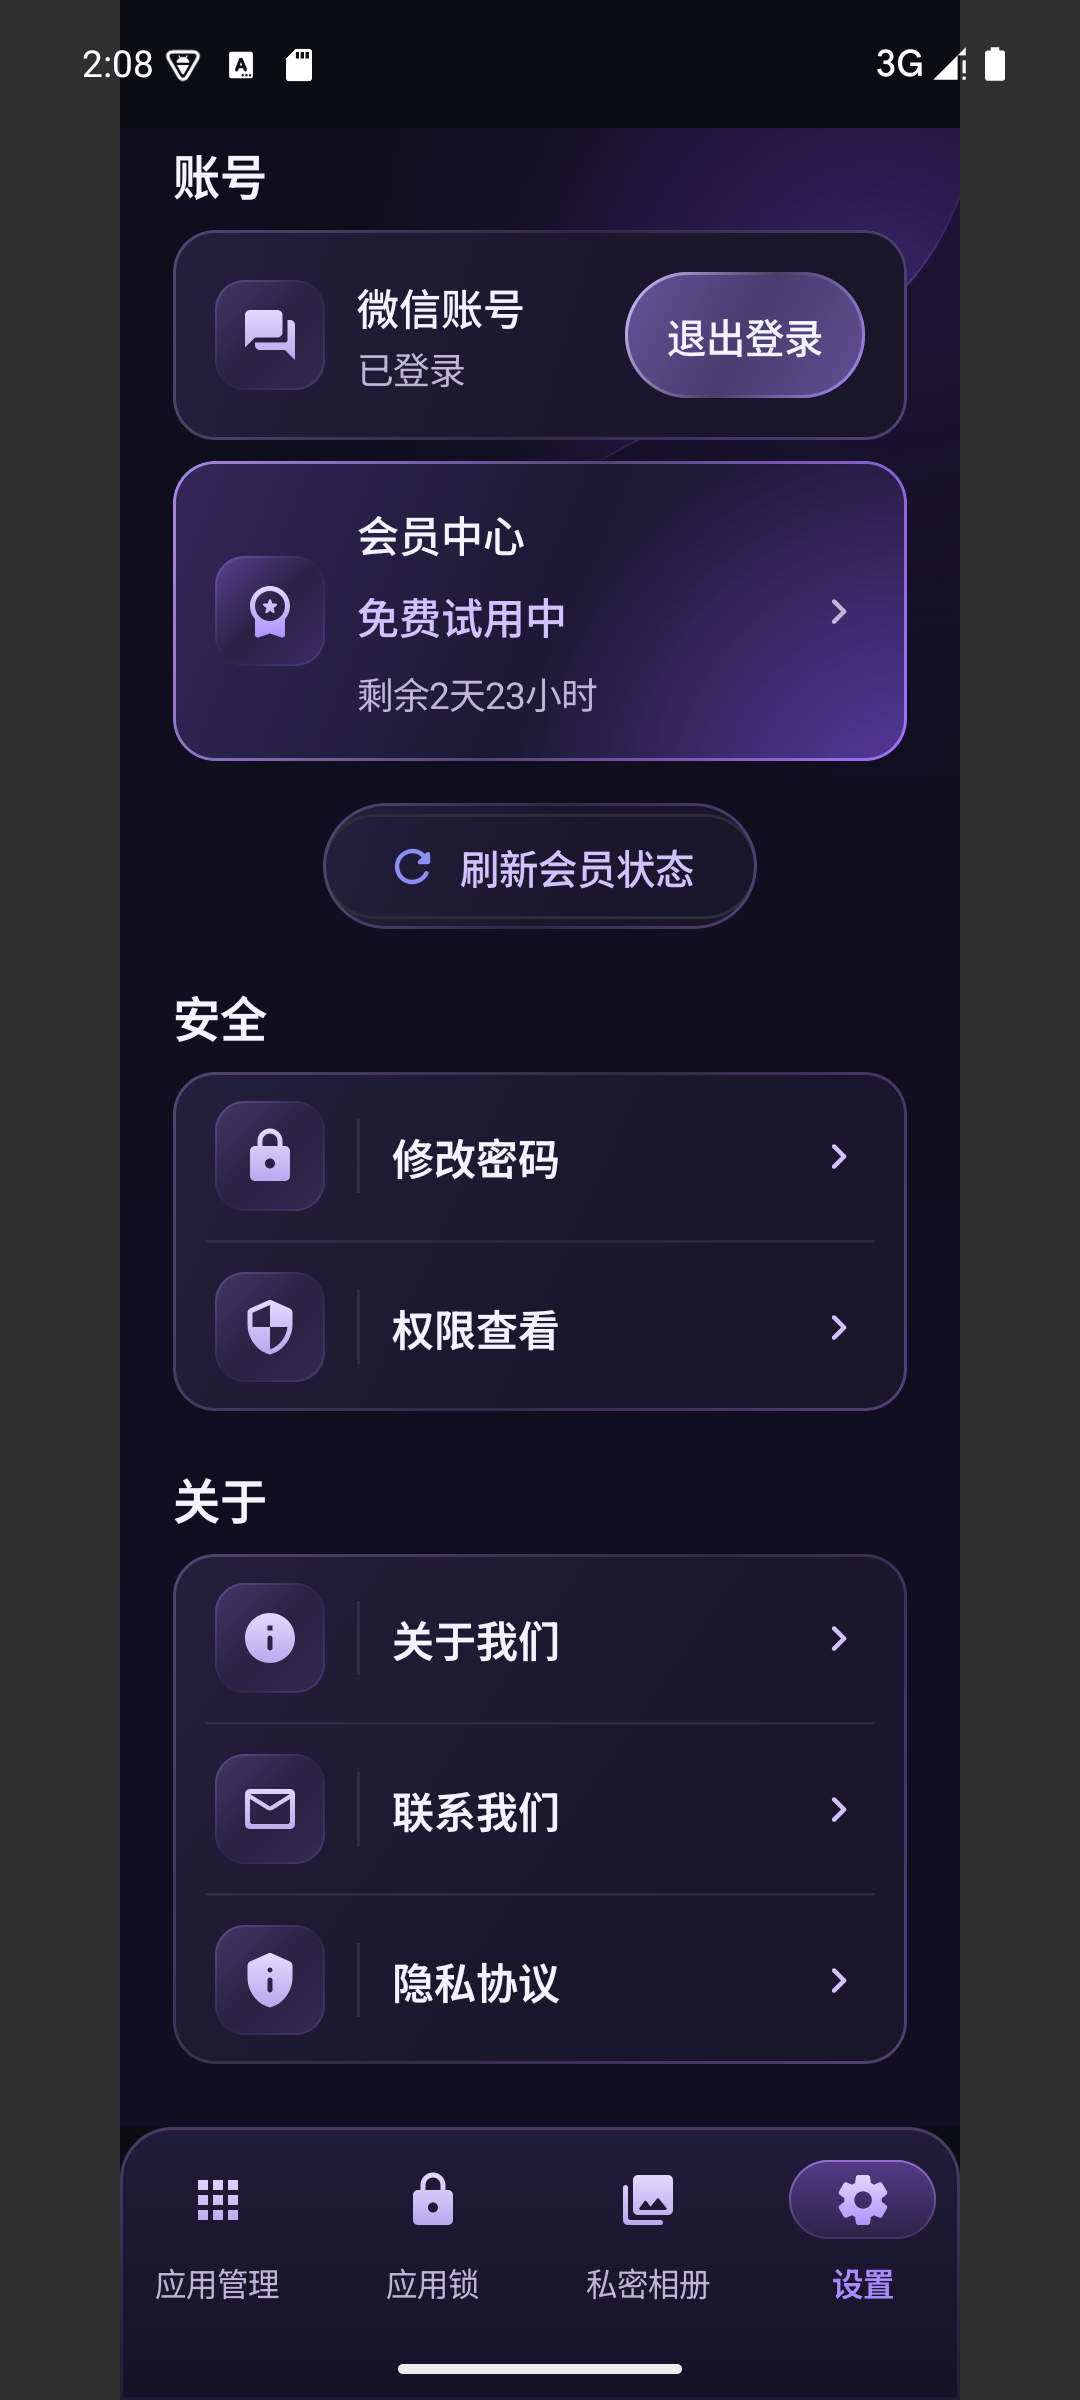 2:08
3G
账号
微信账号
已登录
退出登录
会员中心
免费试用中
剩余2天23小时
刷新会员状态
安全
修改密码
权限查看
关于
关于我们
联系我们
隐私协议
应用管理
应用锁
私密相册
设置